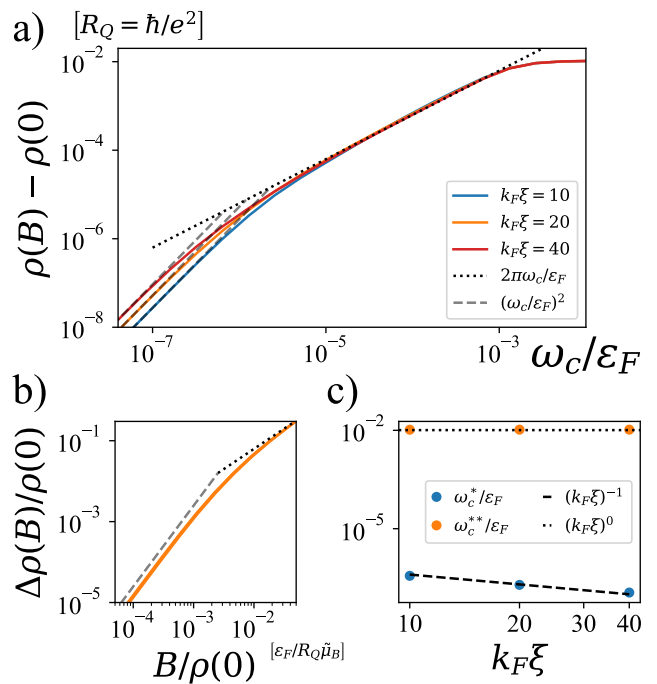 a) [R_Q = ħ/e²]
ρ(B) − ρ(0)
10⁻²
10⁻⁴
10⁻⁶
10⁻⁸
k_Fξ = 10
k_Fξ = 20
k_Fξ = 40
2πω_c/ε_F
(ω_c/ε_F)²
10⁻⁷ 10⁻⁵ 10⁻³
ω_c/ε_F
b)
Δρ(B)/ρ(0)
10⁻¹
10⁻³
10⁻⁵
10⁻⁴ 10⁻³ 10⁻²
B/ρ(0) [ε_F/R_Q μ̃_B]
c)
10⁻²
10⁻⁵
ω_c^*/ε_F (k_Fξ)⁻¹
ω_c^**/ε_F (k_Fξ)⁰
10 20 30 40
k_Fξ